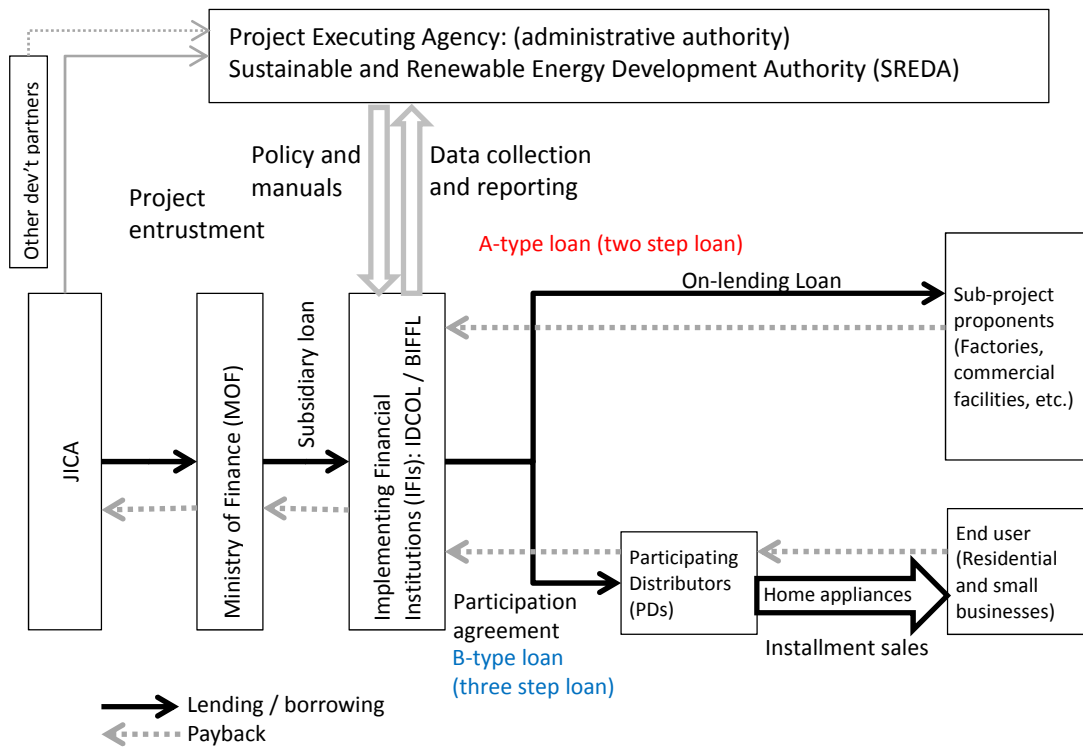 Project Executing Agency: (administrative authority)
Sustainable and Renewable Energy Development Authority (SREDA)
Other dev't partners
Policy and
manuals
Data collection
and reporting
Project
entrustment
A-type loan (two step loan)
On-lending Loan
Sub-project
proponents
(Factories,
commercial
facilities, etc.)
JICA
Ministry of Finance (MOF)
Subsidiary loan
Implementing Financial
Institutions (IFIs): IDCOL / BIFFL
Participating
Distributors
(PDs)
Home appliances
End user
(Residential
and small
businesses)
Participation
agreement
B-type loan
(three step loan)
Installment sales
Lending / borrowing
Payback